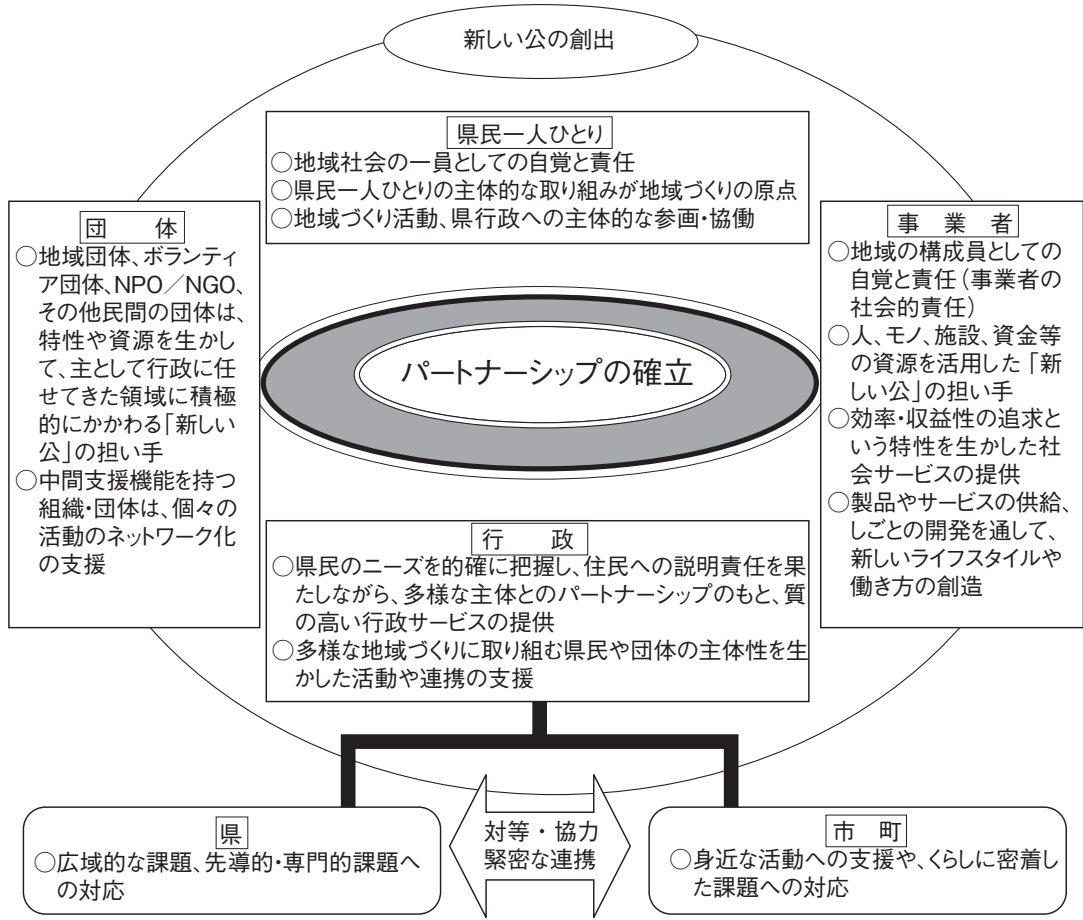 新しい公の創出
県民一人ひとり
○地域社会の一員としての自覚と責任
○県民一人ひとりの主体的な取り組みが地域づくりの原点
○地域づくり活動、県行政への主体的な参画・協働
団　体
○地域団体、ボランティ
ア団体、NPO／NGO、
その他民間の団体は、
特性や資源を生かし
て、主として行政に任
せてきた領域に積極
的にかかわる「新しい
公」の担い手
○中間支援機能を持つ
組織・団体は、個々の
活動のネットワーク化
の支援
パートナーシップの確立
事　業　者
○地域の構成員としての
自覚と責任（事業者の
社会的責任）
○人、モノ、施設、資金等
の資源を活用した「新
しい公」の担い手
○効率・収益性の追求と
いう特性を生かした社
会サービスの提供
○製品やサービスの供給、
しごとの開発を通して、
新しいライフスタイルや
働き方の創造
行　政
○県民のニーズを的確に把握し、住民への説明責任を果
たしながら、多様な主体とのパートナーシップのもと、質
の高い行政サービスの提供
○多様な地域づくりに取り組む県民や団体の主体性を生
かした活動や連携の支援
県
○広域的な課題、先導的・専門的課題へ
の対応
対等・協力
緊密な連携
市　町
○身近な活動への支援や、くらしに密着し
た課題への対応